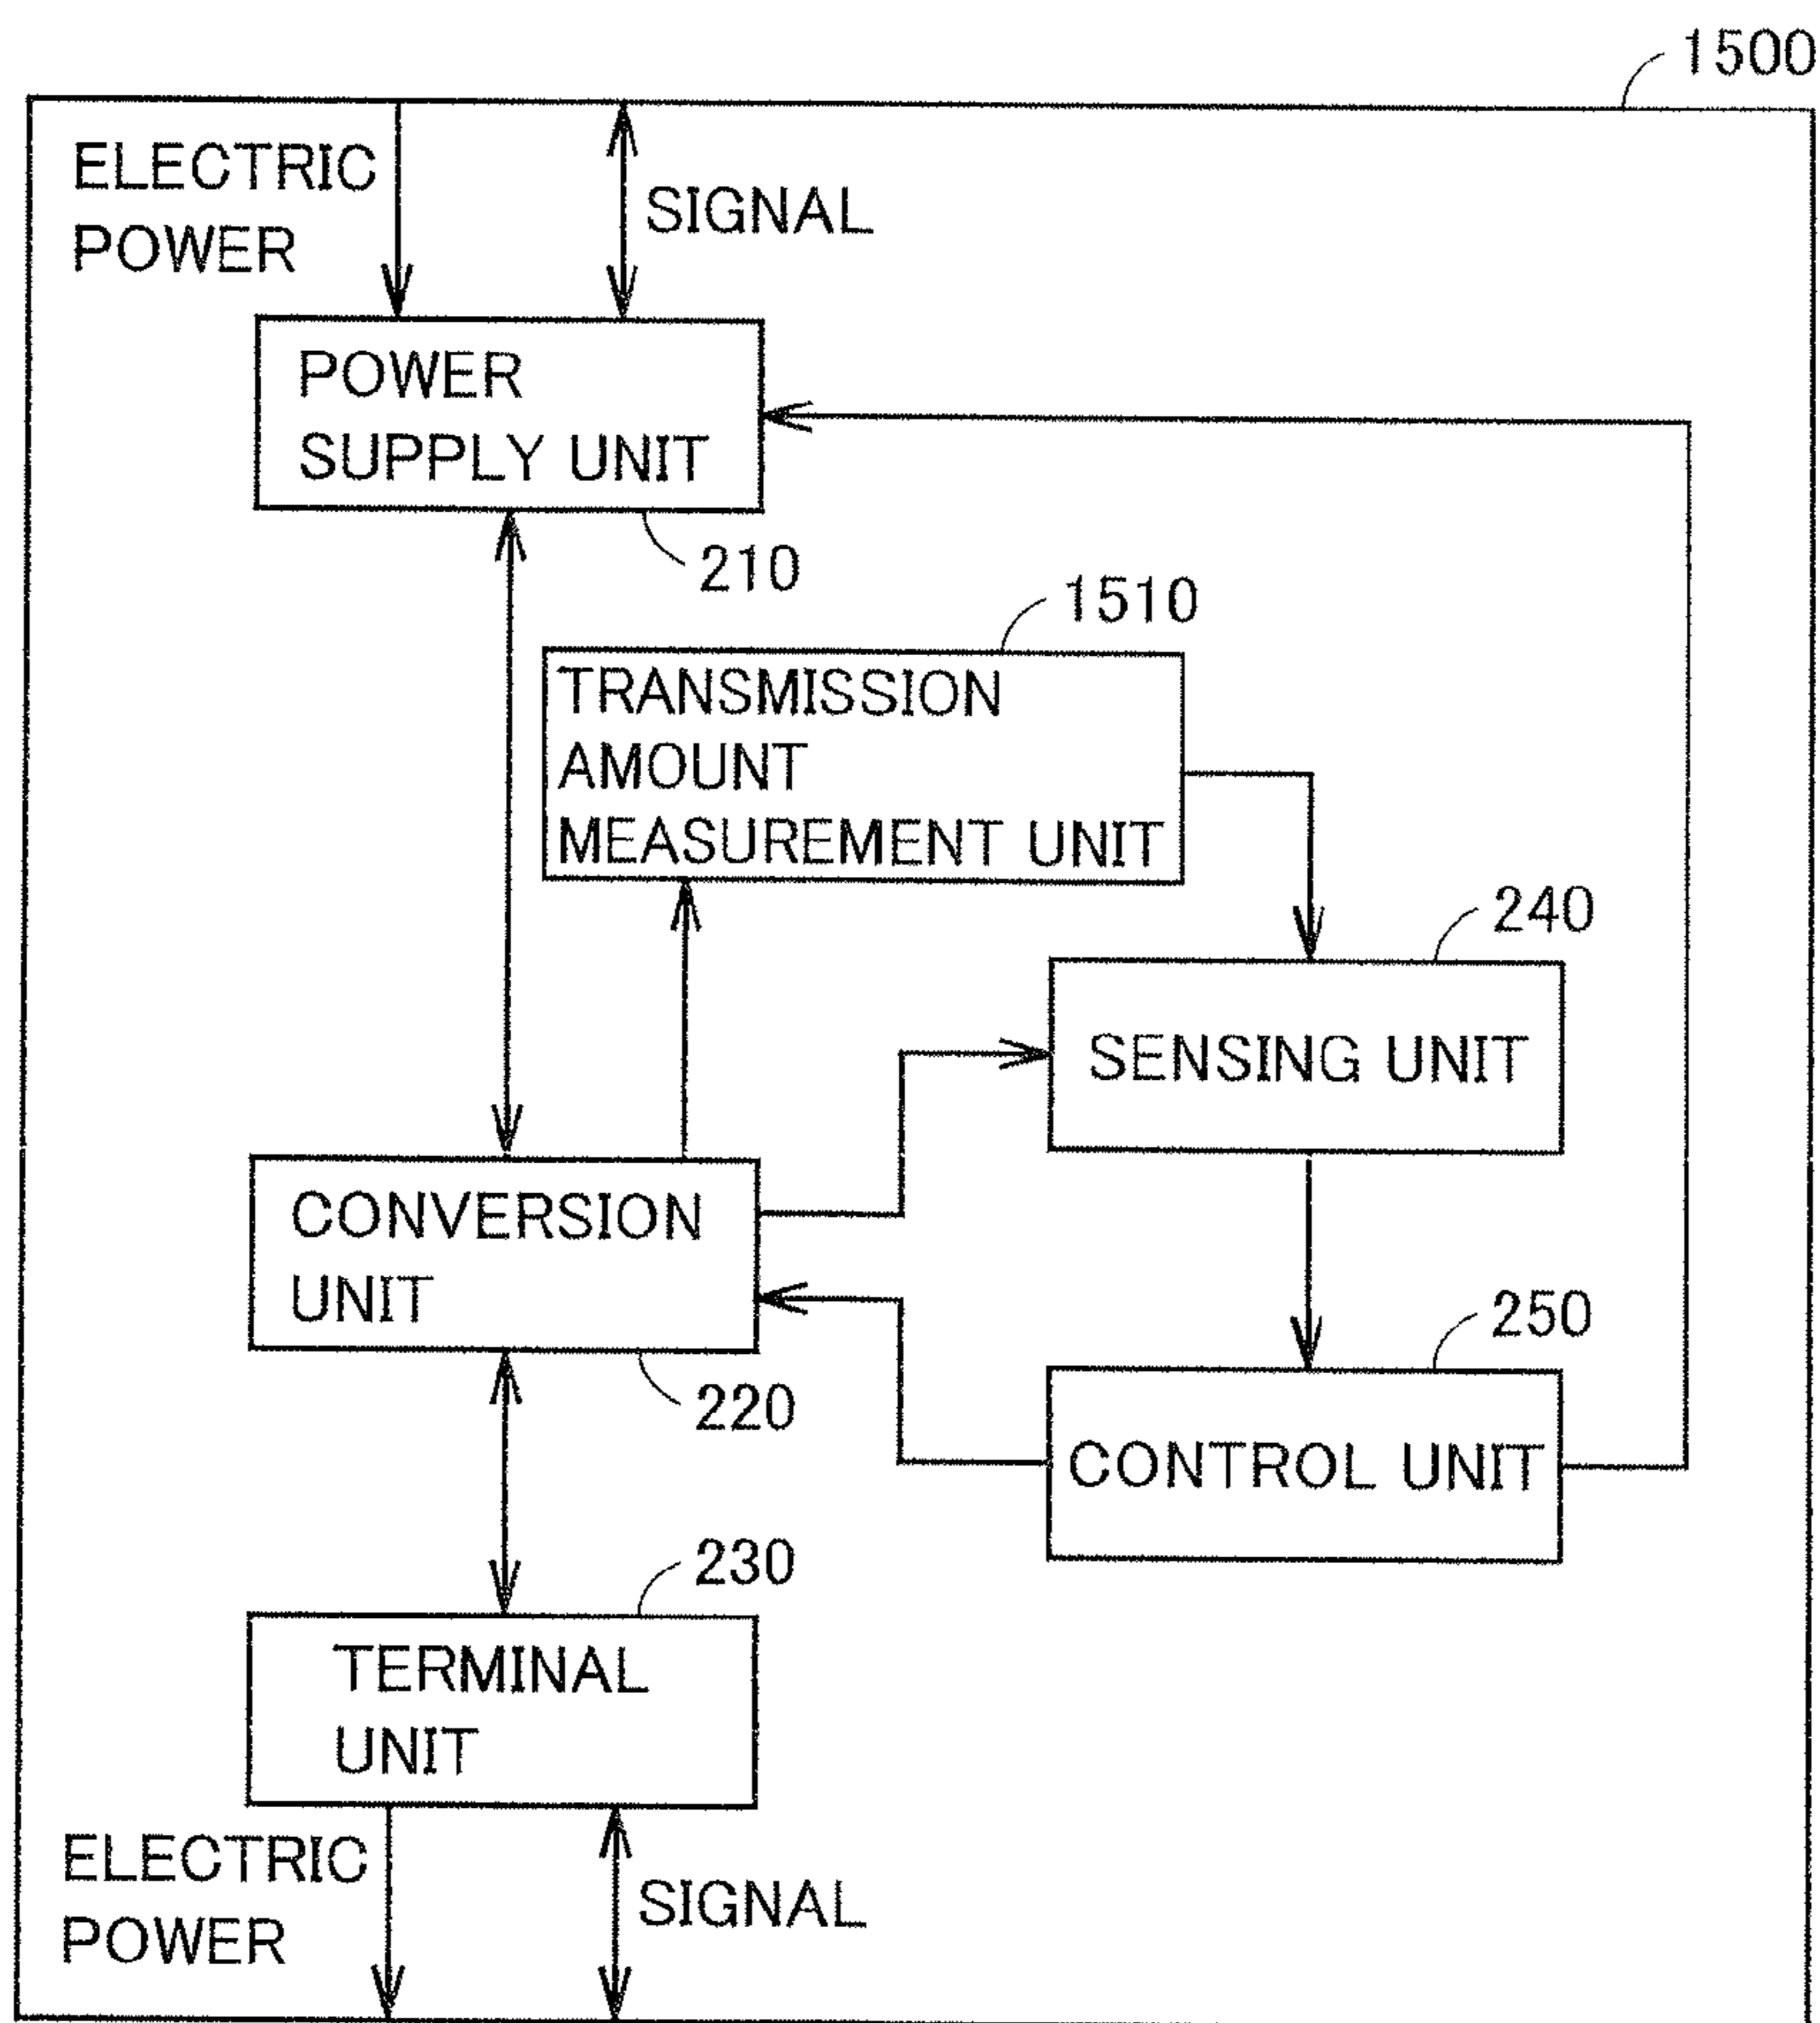 1500
ELECTRIC
POWER
SIGNAL
POWER
SUPPLY UNIT
210
1510
TRANSMISSION
AMOUNT
MEASUREMENT UNIT
240
SENSING UNIT
CONVERSION
UNIT
220
250
CONTROL UNIT
230
TERMINAL
UNIT
ELECTRIC
POWER
SIGNAL